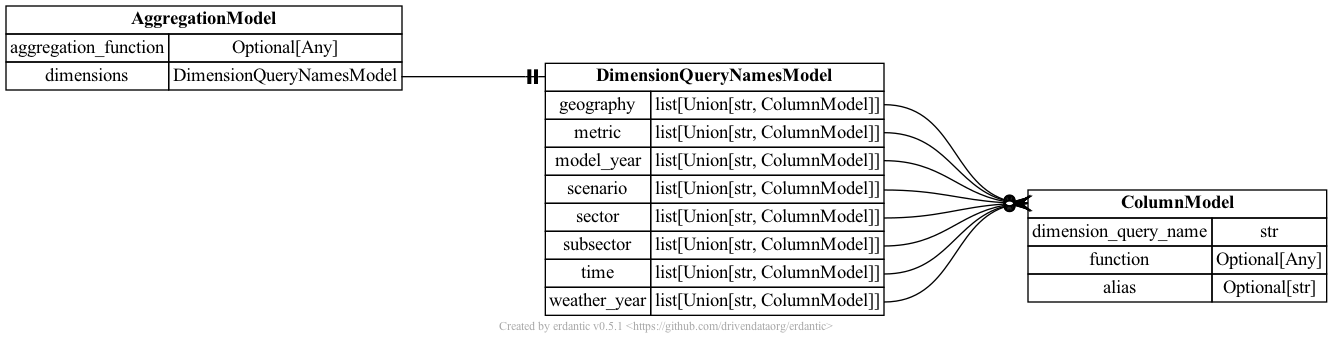 AggregationModel
aggregation_function Optional[Any]
dimensions DimensionQueryNamesModel
DimensionQueryNamesModel
geography list[Union[str, ColumnModel]]
metric list[Union[str, ColumnModel]]
model_year list[Union[str, ColumnModel]]
scenario list[Union[str, ColumnModel]]
sector list[Union[str, ColumnModel]]
subsector list[Union[str, ColumnModel]]
time list[Union[str, ColumnModel]]
weather_year list[Union[str, ColumnModel]]
ColumnModel
dimension_query_name str
function Optional[Any]
alias Optional[str]
Created by erdantic v0.5.1 <https://github.com/drivendataorg/erdantic>